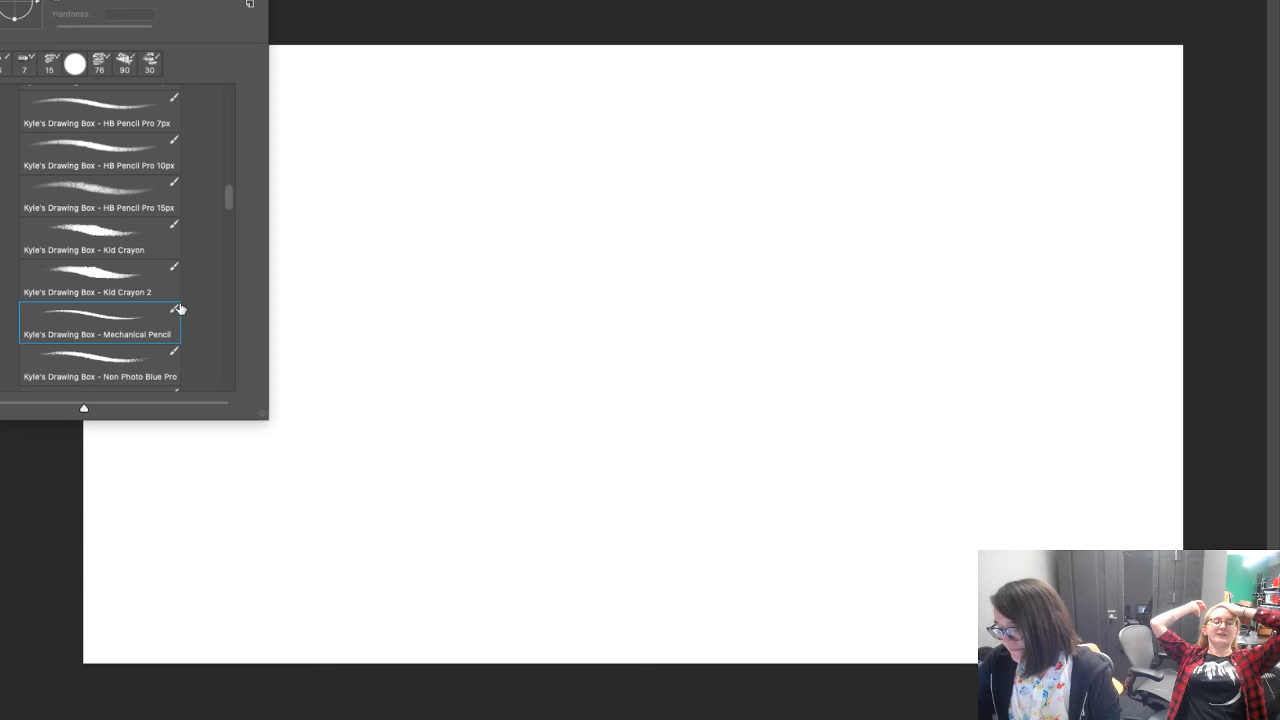 Hardness:
7 15 76 90 30
Kyle's Drawing Box - HB Pencil Pro 7px
Kyle's Drawing Box - HB Pencil Pro 10px
Kyle's Drawing Box - HB Pencil Pro 15px
Kyle's Drawing Box - Kid Crayon
Kyle's Drawing Box - Kid Crayon 2
Kyle's Drawing Box - Mechanical Pencil
Kyle's Drawing Box - Non Photo Blue Pro